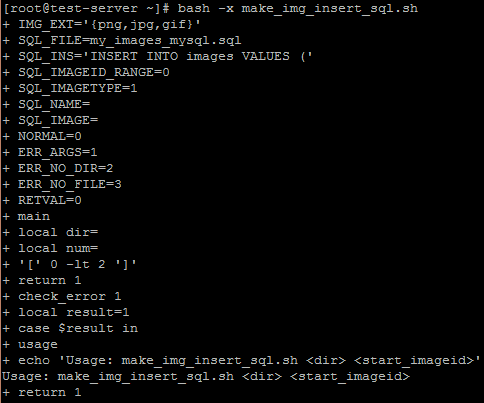 [root@test-server ~]# bash -x make_img_insert_sql.sh
+ IMG_EXT='{png,jpg,gif}'
+ SQL_FILE=my_images_mysql.sql
+ SQL_INS='INSERT INTO images VALUES ('
+ SQL_IMAGEID_RANGE=0
+ SQL_IMAGETYPE=1
+ SQL_NAME=
+ SQL_IMAGE=
+ NORMAL=0
+ ERR_ARGS=1
+ ERR_NO_DIR=2
+ ERR_NO_FILE=3
+ RETVAL=0
+ main
+ local dir=
+ local num=
+ '[' 0 -lt 2 ']'
+ return 1
+ check_error 1
+ local result=1
+ case $result in
+ usage
+ echo 'Usage: make_img_insert_sql.sh <dir> <start_imageid>'
Usage: make_img_insert_sql.sh <dir> <start_imageid>
+ return 1